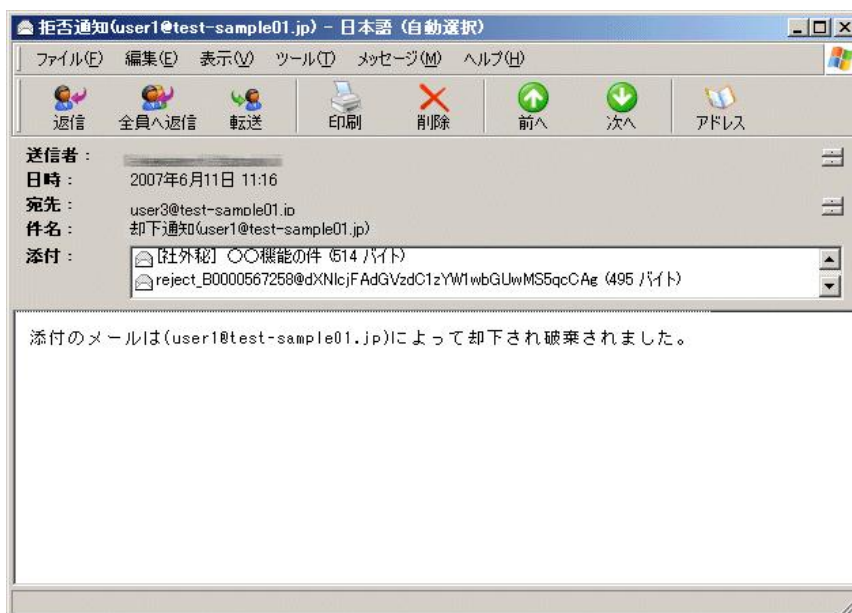 拒否通知(user1@test-sample01.jp) - 日本語 (自動選択)
ファイル(F) 編集(E) 表示(V) ツール(T) メッセージ(M) ヘルプ(H)
返信 全員へ返信 転送 印刷 削除 前へ 次へ アドレス
送信者：
日時： 2007年6月11日 11:16
宛先： user3@test-sample01.jp
件名： 却下通知(user1@test-sample01.jp)
添付： [社外秘] 〇〇機能の件 (514 バイト)
reject_B0000567258@dXNlcjFAdGVzdC1zYW1wbGUwMS5qcCAg (495 バイト)
添付のメールは(user1@test-sample01.jp)によって却下され破棄されました。